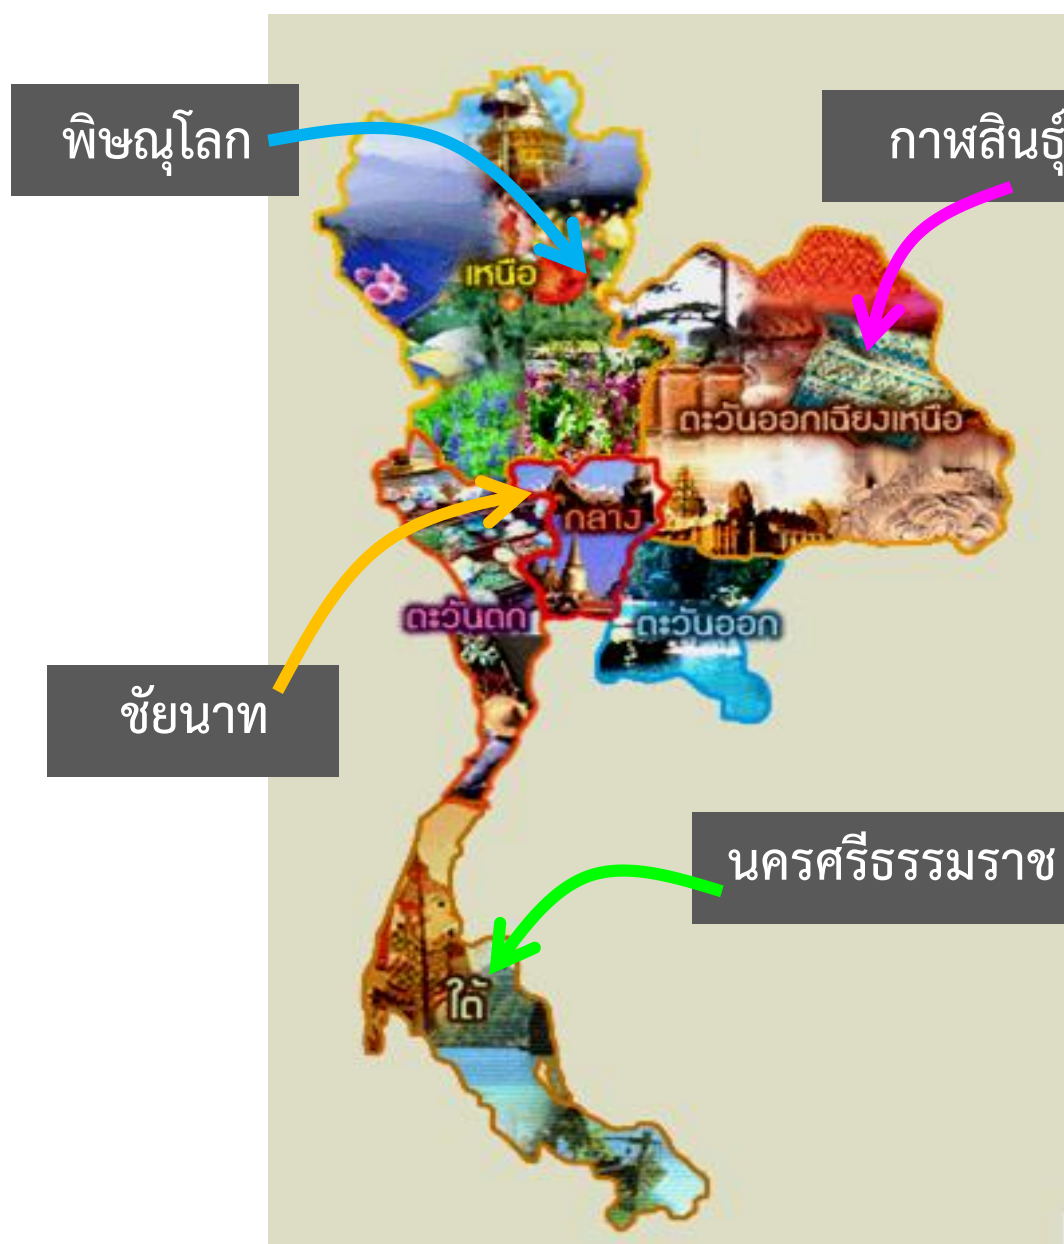 พิษณุโลก
กาฬสินธุ์
เหนือ
ตะวันออกเฉียงเหนือ
กลาง
ตะวันตก
ตะวันออก
ชัยนาท
นครศรีธรรมราช
ใต้